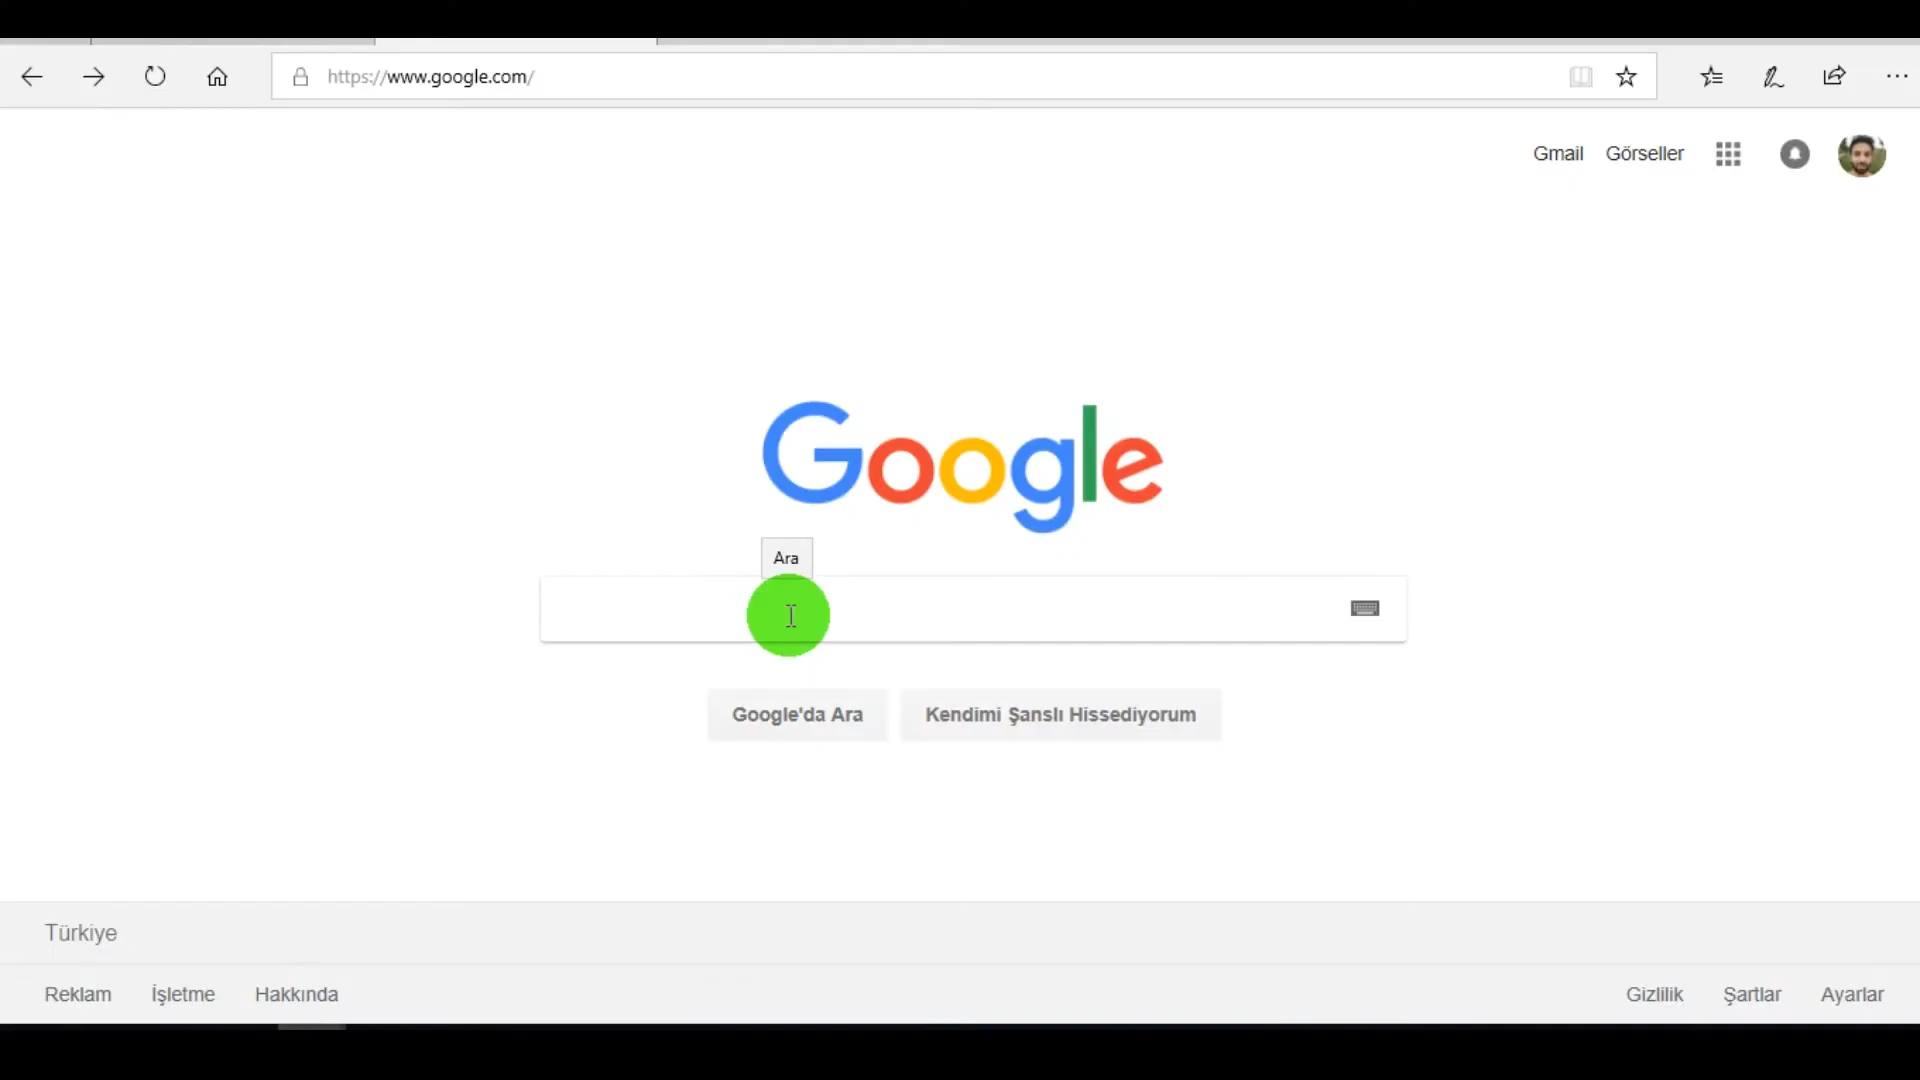 https://www.google.com/
Gmail Görseller
Google
Ara
Google'da Ara Kendimi Şanslı Hissediyorum
Türkiye
Reklam İşletme Hakkında Gizlilik Şartlar Ayarlar